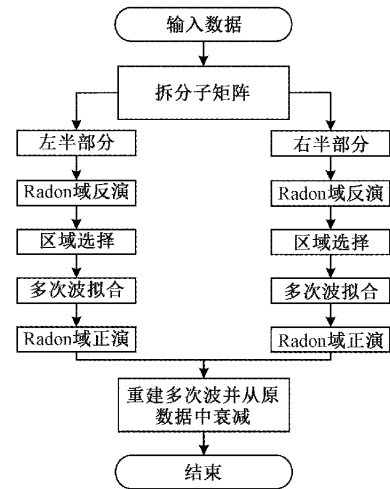 输入数据
拆分子矩阵
左半部分
右半部分
Radon域反演
Radon域反演
区域选择
区域选择
多次波拟合
多次波拟合
Radon域正演
Radon域正演
重建多次波并从原
数据中衰减
结束